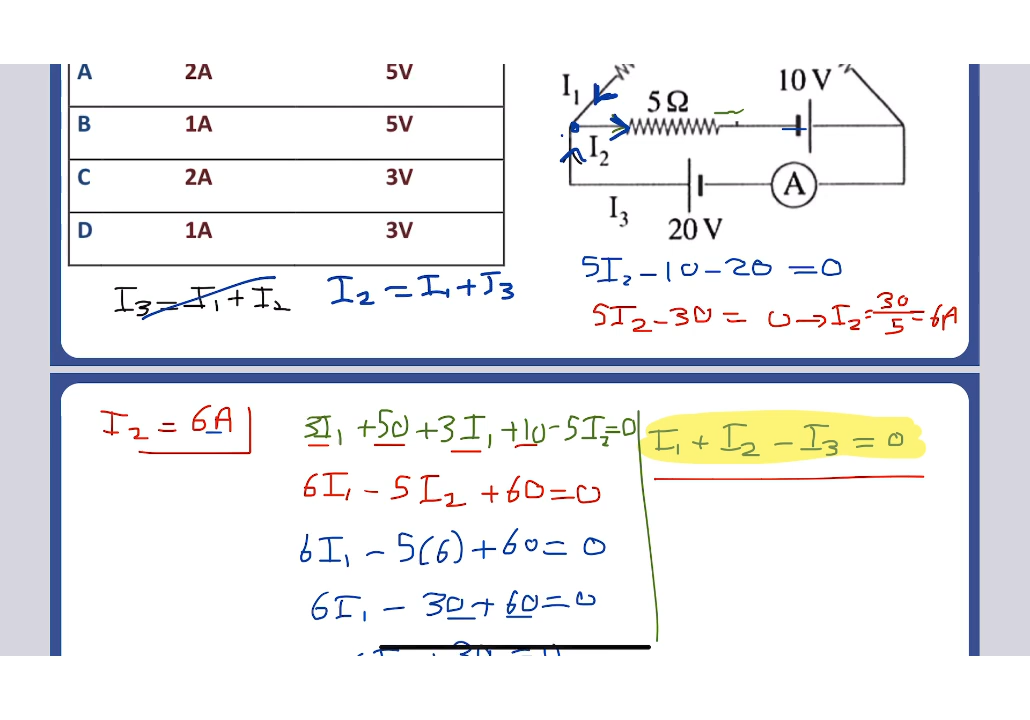 A 2A 5V
B 1A 5V
C 2A 3V
D 1A 3V
I₁
5Ω
10 V
I₂
A
I₃
20 V
I₃=I₁+I₂
I₂=I₁+I₃
5I₂-10-20=0
5I₂-30=0→I₂=30/5=6A
I₂=6A
3I₁+50+3I₁+10-5I₂=0
I₁+I₂-I₃=0
6I₁-5I₂+60=0
6I₁-5(6)+60=0
6I₁-30+60=0